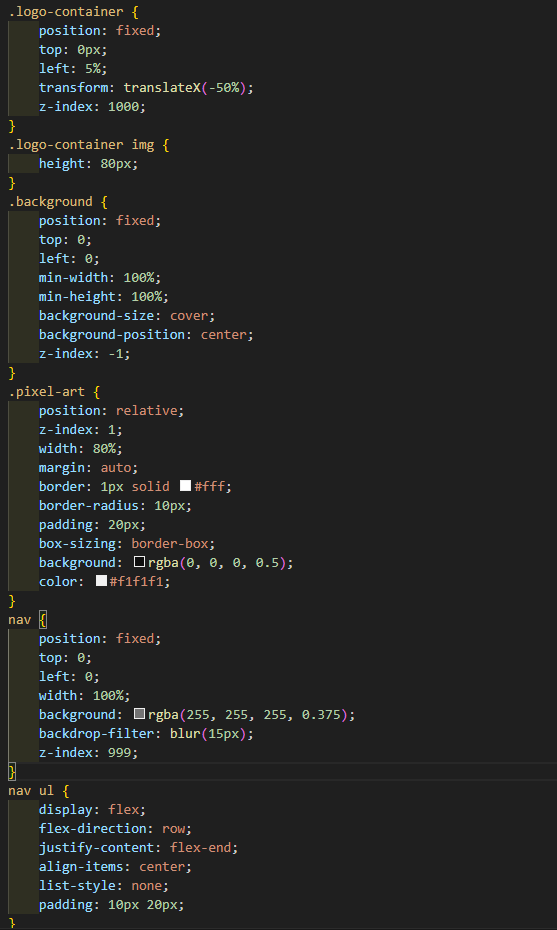 .logo-container {
    position: fixed;
    top: 0px;
    left: 5%;
    transform: translateX(-50%);
    z-index: 1000;
}
.logo-container img {
    height: 80px;
}
.background {
    position: fixed;
    top: 0;
    left: 0;
    min-width: 100%;
    min-height: 100%;
    background-size: cover;
    background-position: center;
    z-index: -1;
}
.pixel-art {
    position: relative;
    z-index: 1;
    width: 80%;
    margin: auto;
    border: 1px solid #fff;
    border-radius: 10px;
    padding: 20px;
    box-sizing: border-box;
    background: rgba(0, 0, 0, 0.5);
    color: #f1f1f1;
}
nav {
    position: fixed;
    top: 0;
    left: 0;
    width: 100%;
    background: rgba(255, 255, 255, 0.375);
    backdrop-filter: blur(15px);
    z-index: 999;
}
nav ul {
    display: flex;
    flex-direction: row;
    justify-content: flex-end;
    align-items: center;
    list-style: none;
    padding: 10px 20px;
}